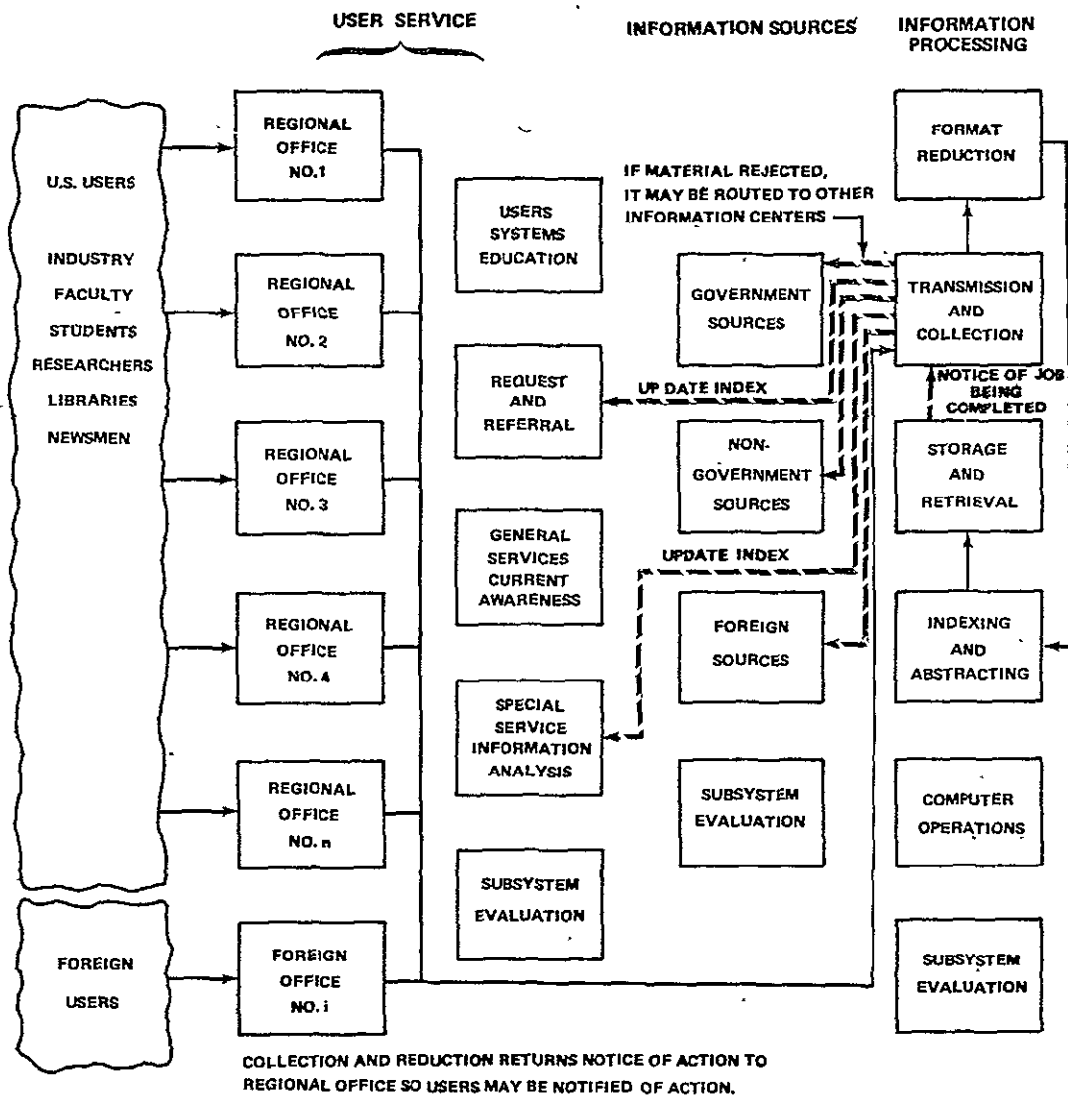 USER SERVICE
INFORMATION SOURCES
INFORMATION
PROCESSING
U.S. USERS
INDUSTRY
FACULTY
STUDENTS
RESEARCHERS
LIBRARIES
NEWSMEN
FOREIGN
USERS
REGIONAL
OFFICE
NO.1
REGIONAL
OFFICE
NO. 2
REGIONAL
OFFICE
NO. 3
REGIONAL
OFFICE
NO. 4
REGIONAL
OFFICE
NO. n
FOREIGN
OFFICE
NO. i
USERS
SYSTEMS
EDUCATION
REQUEST
AND
REFERRAL
GENERAL
SERVICES
CURRENT
AWARENESS
SPECIAL
SERVICE
INFORMATION
ANALYSIS
SUBSYSTEM
EVALUATION
IF MATERIAL REJECTED,
IT MAY BE ROUTED TO OTHER
INFORMATION CENTERS
GOVERNMENT
SOURCES
UP DATE INDEX
NON-
GOVERNMENT
SOURCES
UPDATE INDEX
FOREIGN
SOURCES
SUBSYSTEM
EVALUATION
FORMAT
REDUCTION
TRANSMISSION
AND
COLLECTION
NOTICE OF JOB
BEING
COMPLETED
STORAGE
AND
RETRIEVAL
INDEXING
AND
ABSTRACTING
COMPUTER
OPERATIONS
SUBSYSTEM
EVALUATION
COLLECTION AND REDUCTION RETURNS NOTICE OF ACTION TO
REGIONAL OFFICE SO USERS MAY BE NOTIFIED OF ACTION.